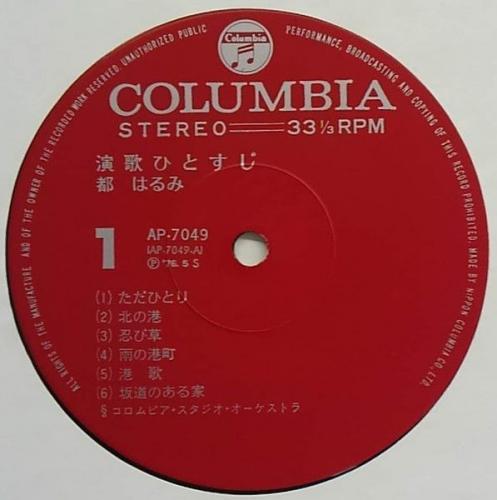 ALL RIGHTS OF THE MANUFACTURE AND OF THE OWNER OF THE RECORDED WORK RESERVED. UNAUTHORIZED PUBLIC PERFORMANCE, BROADCASTING AND COPYING OF THIS RECORD PROHIBITED. MADE BY NIPPON COLUMBIA CO., LTD.
Columbia
COLUMBIA
STEREO 33 1/3 RPM
演歌ひとすじ
都 はるみ
1
AP-7049
(AP-7049-A)
Ⓟ '76. 5 S
(1) ただひとり
(2) 北の港
(3) 忍び草
(4) 雨の港町
(5) 港 歌
(6) 坂道のある家
§ コロムビア・スタジオ・オーケストラ